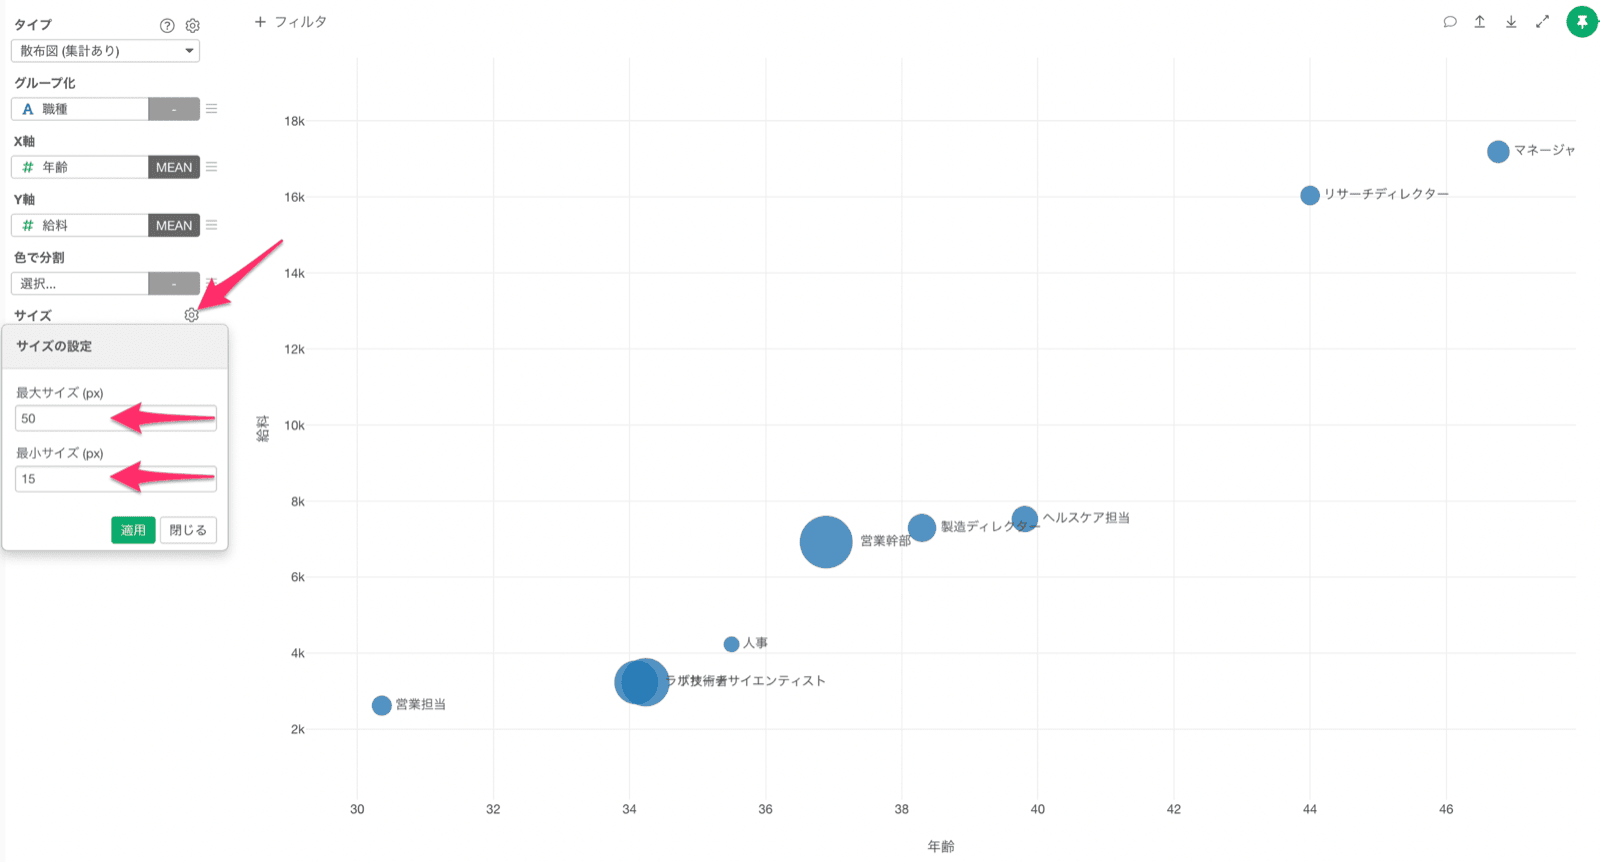 タイプ
散布図 (集計あり)
グループ化
A 職種 -
X軸
# 年齢 MEAN
Y軸
# 給料 MEAN
色で分割
選択... -
サイズ
サイズの設定
最大サイズ (px)
50
最小サイズ (px)
15
適用 閉じる
+ フィルタ
18k
16k
14k
12k
10k
8k
6k
4k
2k
給料
マネージャ
リサーチディレクター
ヘルスケア担当
製造ディレクター
営業幹部
人事
サイエンティスト
営業担当
30 32 34 36 38 40 42 44 46
年齢